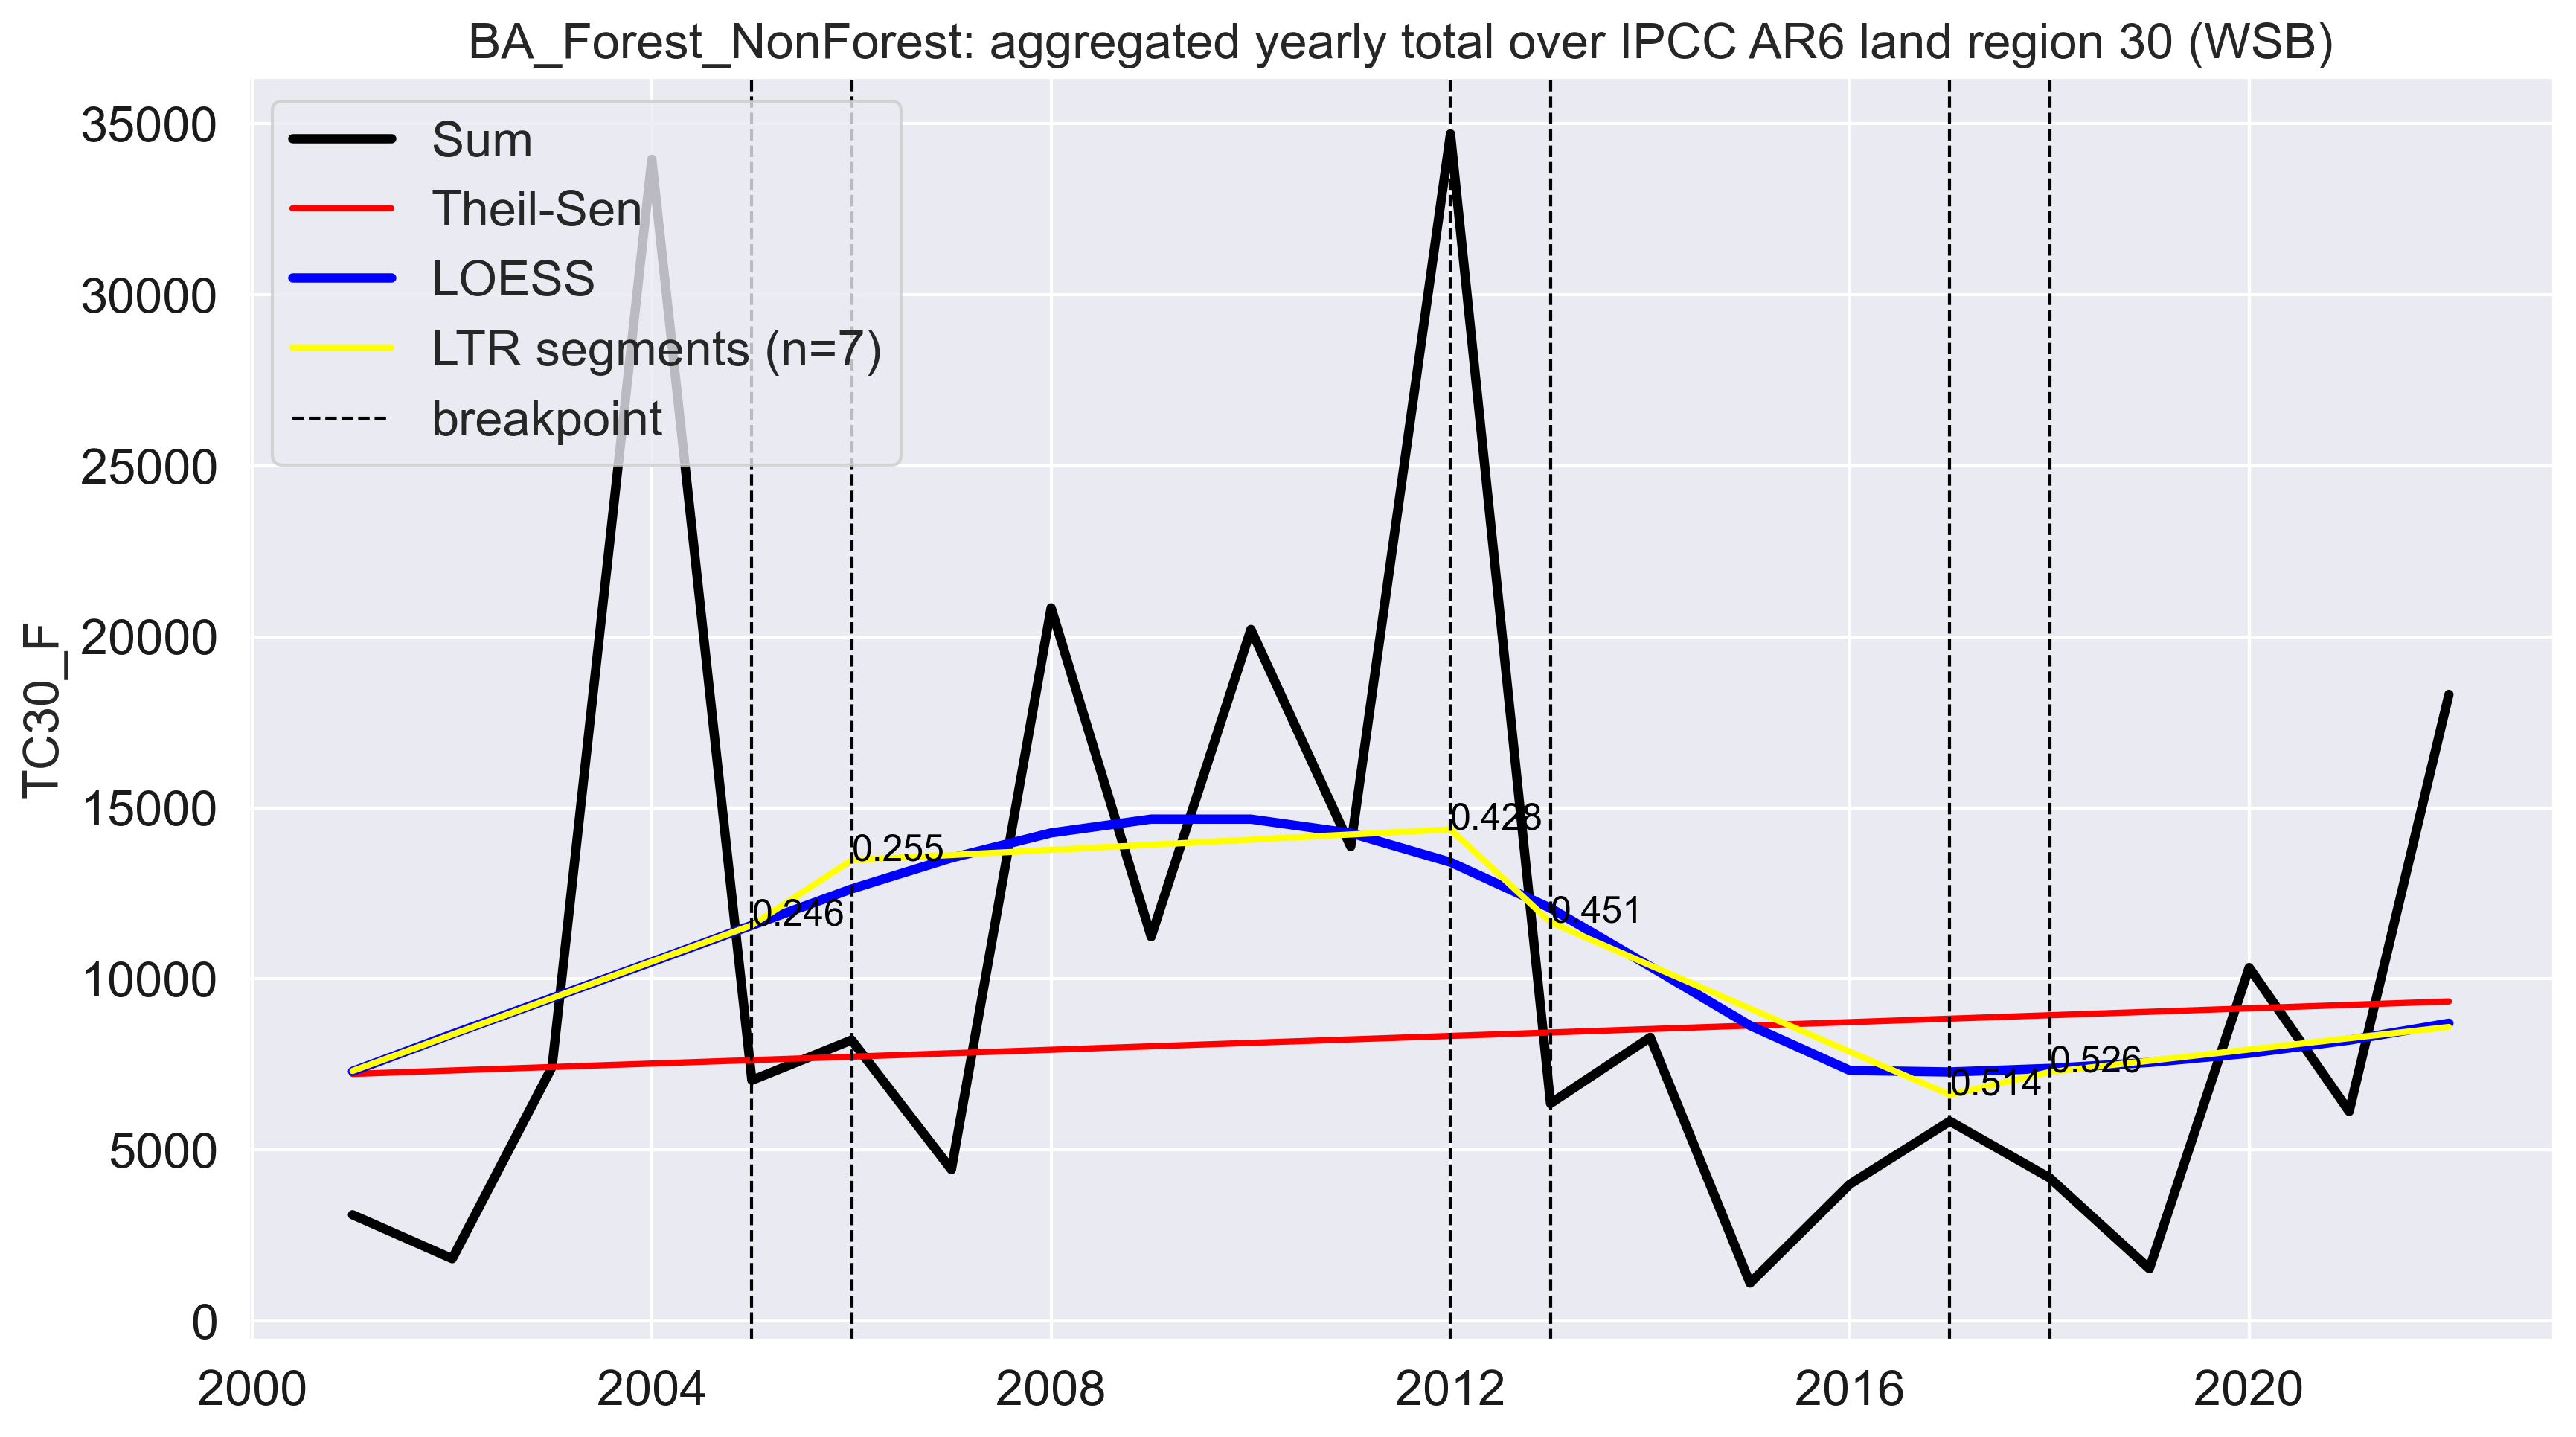 BA_Forest_NonForest: aggregated yearly total over IPCC AR6 land region 30 (WSB)
35000
30000
25000
20000
15000
10000
5000
0
TC30_F
Sum
Theil-Sen
LOESS
LTR segments (n=7)
breakpoint
0.246
0.255
0.428
0.451
0.514
0.526
2000 2004 2008 2012 2016 2020